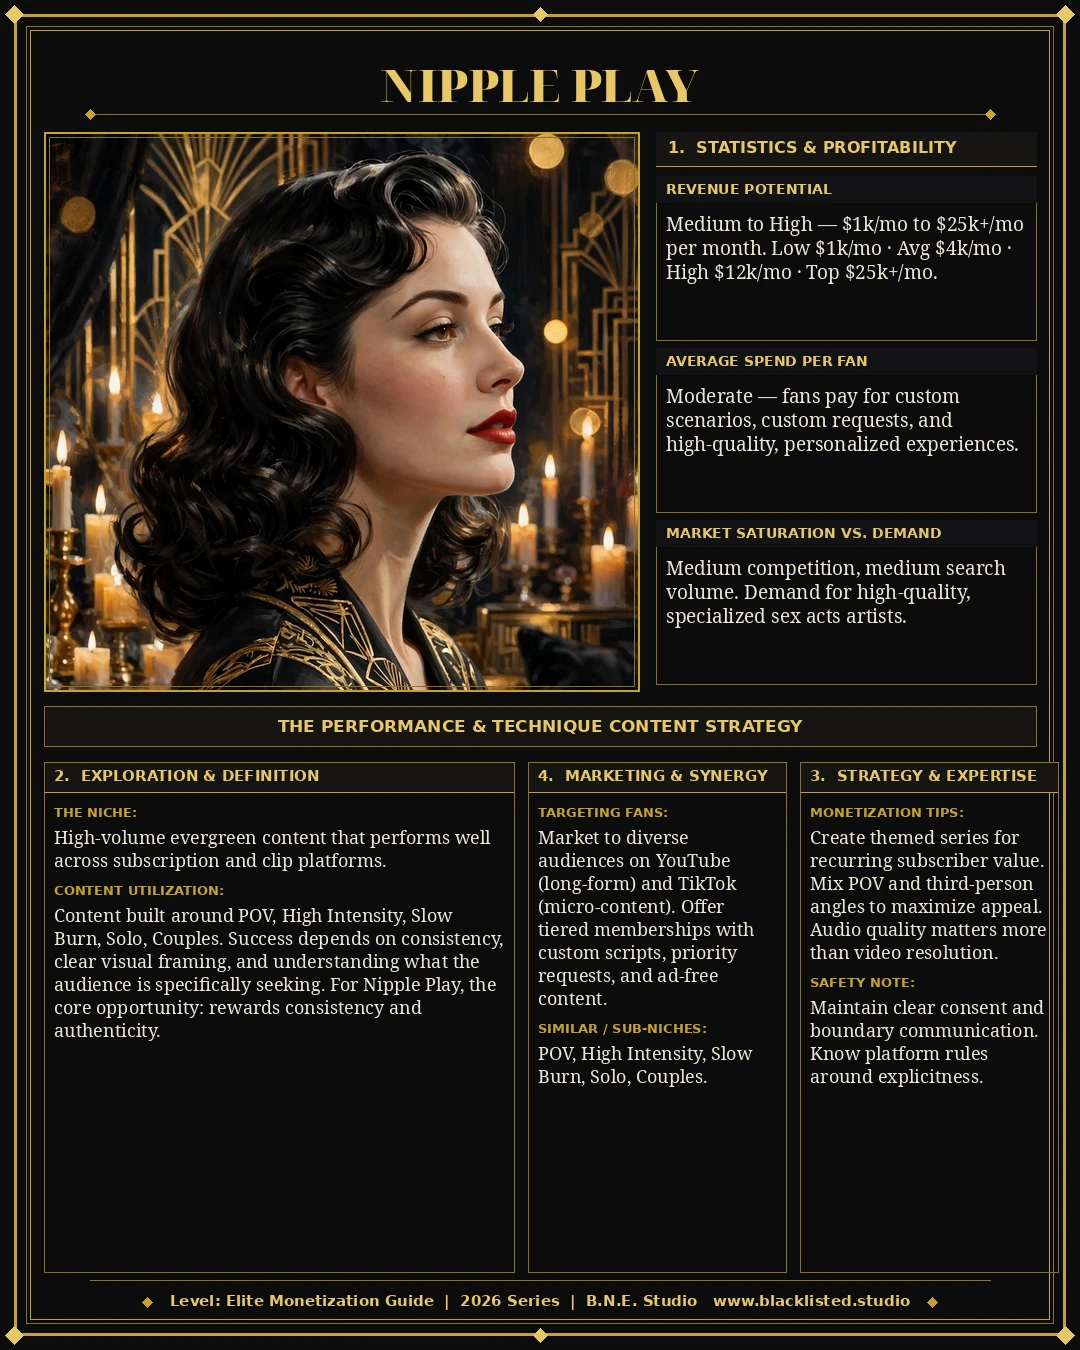 NIPPLE PLAY
1. STATISTICS & PROFITABILITY
REVENUE POTENTIAL
Medium to High — $1k/mo to $25k+/mo
per month. Low $1k/mo · Avg $4k/mo ·
High $12k/mo · Top $25k+/mo.
AVERAGE SPEND PER FAN
Moderate — fans pay for custom
scenarios, custom requests, and
high-quality, personalized experiences.
MARKET SATURATION VS. DEMAND
Medium competition, medium search
volume. Demand for high-quality,
specialized sex acts artists.
THE PERFORMANCE & TECHNIQUE CONTENT STRATEGY
2. EXPLORATION & DEFINITION
THE NICHE:
High-volume evergreen content that performs well
across subscription and clip platforms.
CONTENT UTILIZATION:
Content built around POV, High Intensity, Slow
Burn, Solo, Couples. Success depends on consistency,
clear visual framing, and understanding what the
audience is specifically seeking. For Nipple Play, the
core opportunity: rewards consistency and
authenticity.
4. MARKETING & SYNERGY
TARGETING FANS:
Market to diverse
audiences on YouTube
(long-form) and TikTok
(micro-content). Offer
tiered memberships with
custom scripts, priority
requests, and ad-free
content.
SIMILAR / SUB-NICHES:
POV, High Intensity, Slow
Burn, Solo, Couples.
3. STRATEGY & EXPERTISE
MONETIZATION TIPS:
Create themed series for
recurring subscriber value.
Mix POV and third-person
angles to maximize appeal.
Audio quality matters more
than video resolution.
SAFETY NOTE:
Maintain clear consent and
boundary communication.
Know platform rules
around explicitness.
Level: Elite Monetization Guide | 2026 Series | B.N.E. Studio www.blacklisted.studio